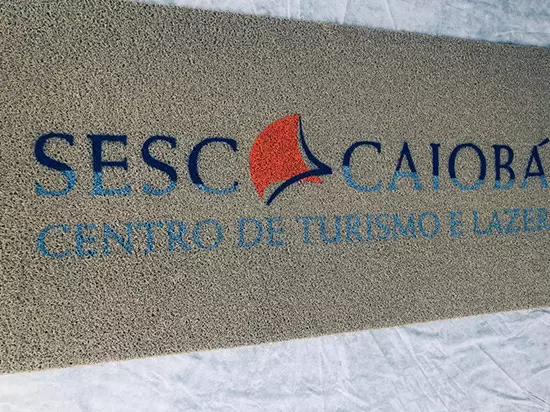 SESC CAIOBÁ
CENTRO DE TURISMO E LAZER